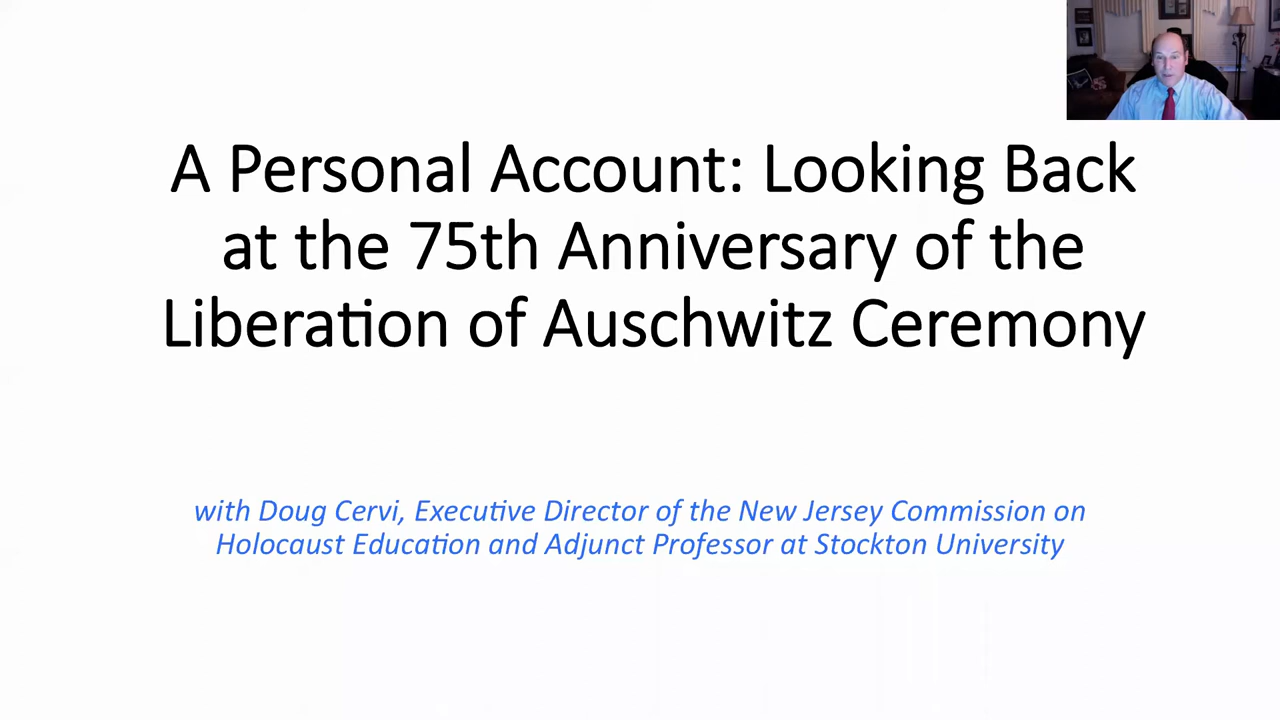 A Personal Account: Looking Back
at the 75th Anniversary of the
Liberation of Auschwitz Ceremony
with Doug Cervi, Executive Director of the New Jersey Commission on
Holocaust Education and Adjunct Professor at Stockton University